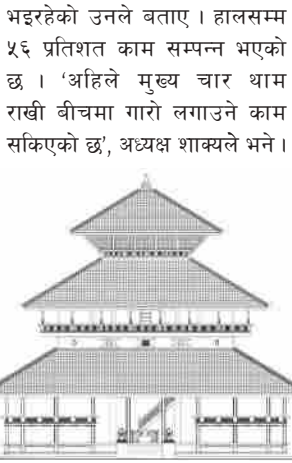 भइरहेको उनले बताए । हालसम्म
५६ प्रतिशत काम सम्पन्न भएको
छ । ‘अहिले मुख्य चार थाम
राखी बीचमा गारो लगाउने काम
सकिएको छ’, अध्यक्ष शाक्यले भने ।